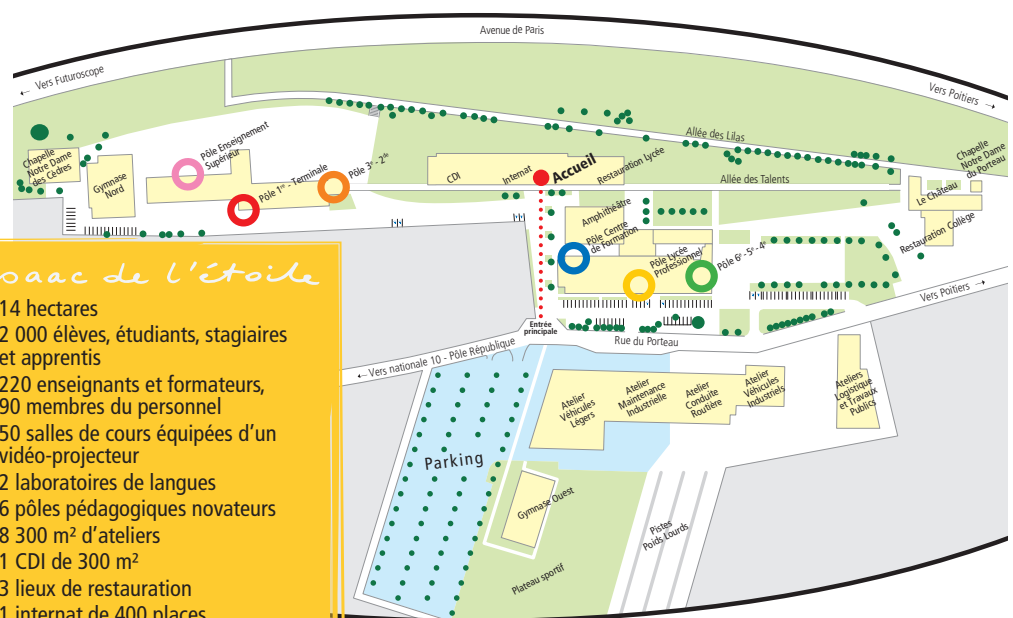 Avenue de Paris
← Vers Futuroscope
Vers Poitiers →
Allée des Lilas
Chapelle
Notre Dame
des Cèdres
Gymnase
Nord
Pôle Enseignement
Supérieur
Pôle 1ère - Terminale
Pôle 3e - 2de
CDI
Internat
Accueil
Restauration Lycée
Allée des Talents
Chapelle
Notre Dame
du Porteau
Le Château
Restauration Collège
Amphithéâtre
Pôle Centre
de Formation
Pôle Lycée
Professionnel
Pôle 6e - 5e - 4e
Vers Poitiers →
Entrée
principale
Rue du Porteau
← Vers nationale 10 - Pôle République
Atelier
Véhicules
Légers
Atelier
Maintenance
Industrielle
Atelier
Conduite
Routière
Atelier
Véhicules
Industriels
Ateliers
Logistique
et Travaux
Publics
Parking
Gymnase Ouest
Plateau sportif
Pistes
Poids Lourds
saac de l'étoile
14 hectares
2 000 élèves, étudiants, stagiaires
et apprentis
220 enseignants et formateurs,
90 membres du personnel
50 salles de cours équipées d'un
vidéo-projecteur
2 laboratoires de langues
6 pôles pédagogiques novateurs
8 300 m² d'ateliers
1 CDI de 300 m²
3 lieux de restauration
1 internat de 400 places